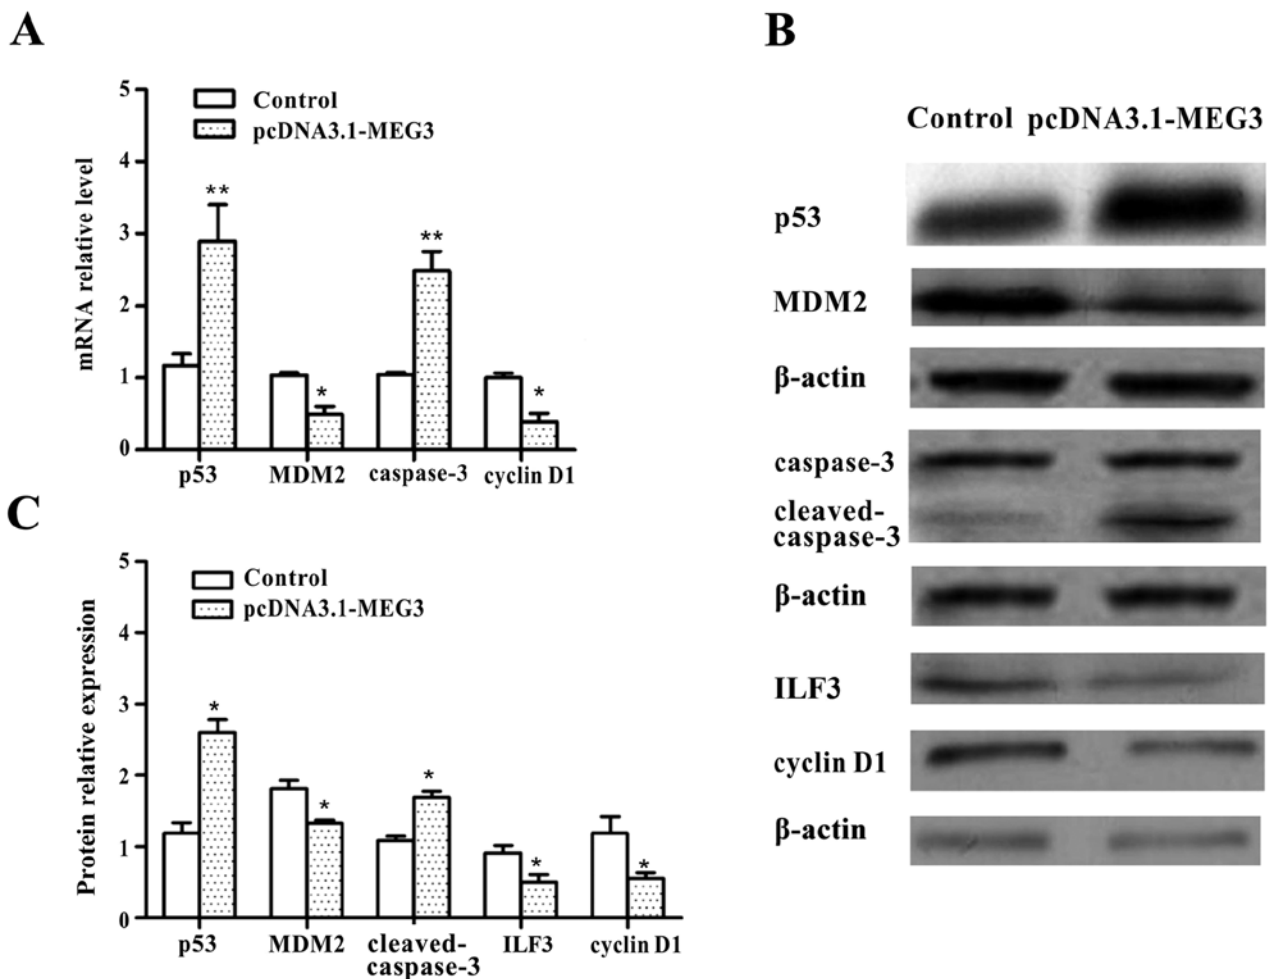 A
5
4
3
2
1
0
mRNA relative level
Control
pcDNA3.1-MEG3
**
*
**
*
p53
MDM2
caspase-3
cyclin D1
B
Control pcDNA3.1-MEG3
p53
MDM2
β-actin
caspase-3
cleaved-
caspase-3
β-actin
ILF3
cyclin D1
β-actin
C
5
4
3
2
1
0
Protein relative expression
Control
pcDNA3.1-MEG3
*
*
*
*
*
p53
MDM2
cleaved-
caspase-3
ILF3
cyclin D1